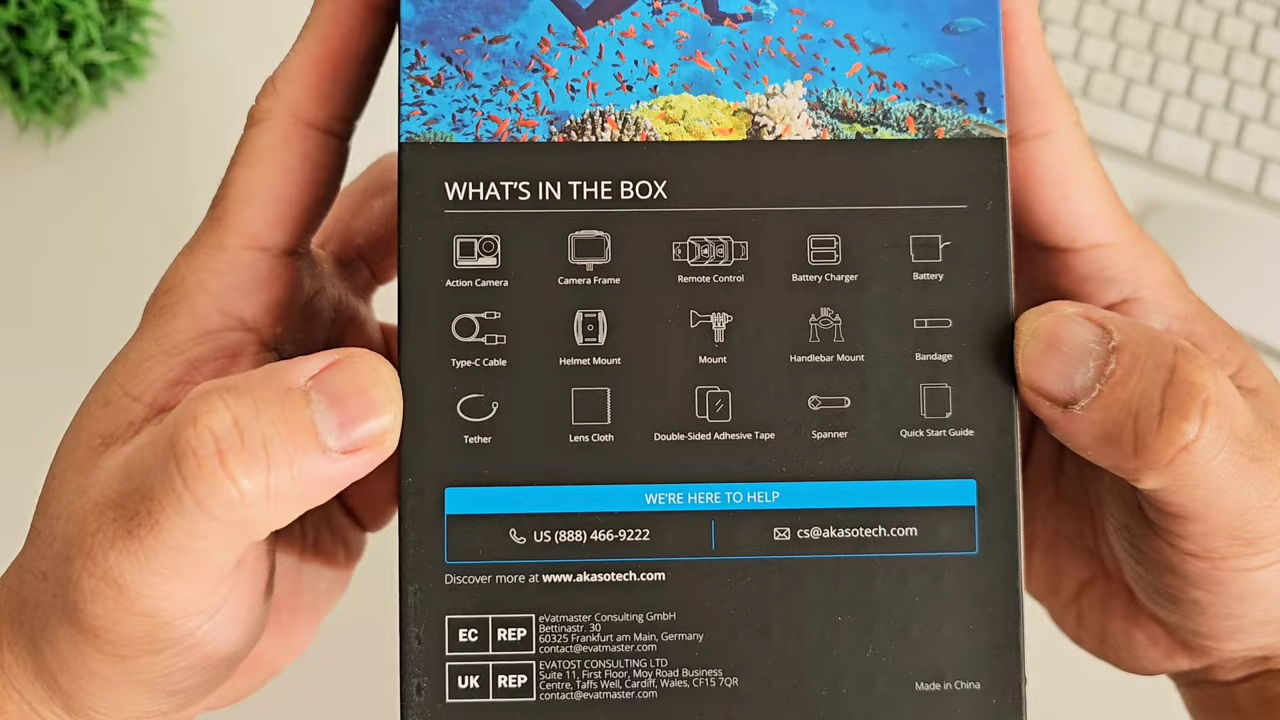 WHAT'S IN THE BOX
Action Camera
Camera Frame
Remote Control
Battery Charger
Battery
Type-C Cable
Helmet Mount
Mount
Handlebar Mount
Bandage
Tether
Lens Cloth
Double-Sided Adhesive Tape
Spanner
Quick Start Guide
WE'RE HERE TO HELP
US (888) 466-9222
cs@akasotech.com
Discover more at www.akasotech.com
EC REP
eVatmaster Consulting GmbH
Bettinastr. 30
60325 Frankfurt am Main, Germany
contact@evatmaster.com
UK REP
EVATOST CONSULTING LTD
Suite 11, First Floor, Moy Road Business
Centre, Taffs Well, Cardiff, Wales, CF15 7QR
contact@evatmaster.com
Made in China